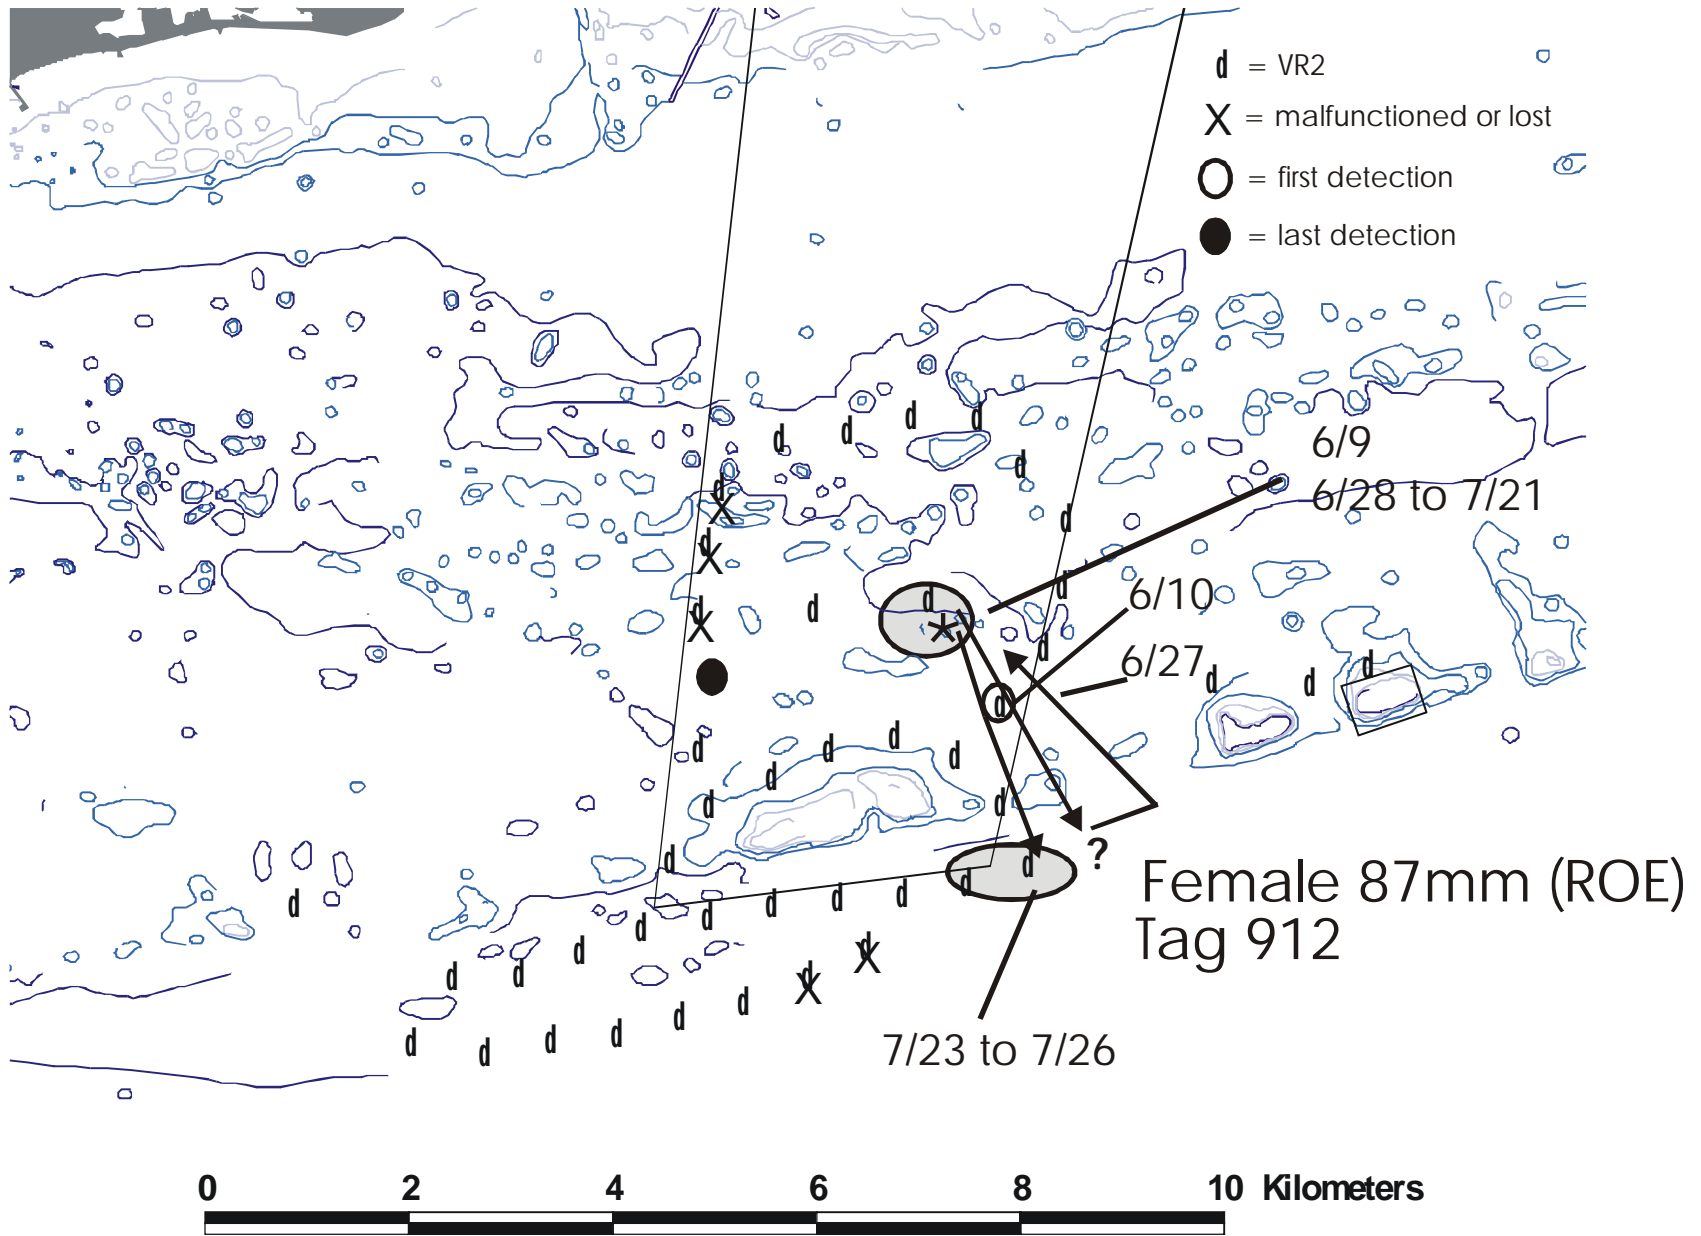 d = VR2
X = malfunctioned or lost
= first detection
= last detection
6/9
6/28 to 7/21
6/10
6/27
?
Female 87mm (ROE)
Tag 912
7/23 to 7/26
0 2 4 6 8 10 Kilometers